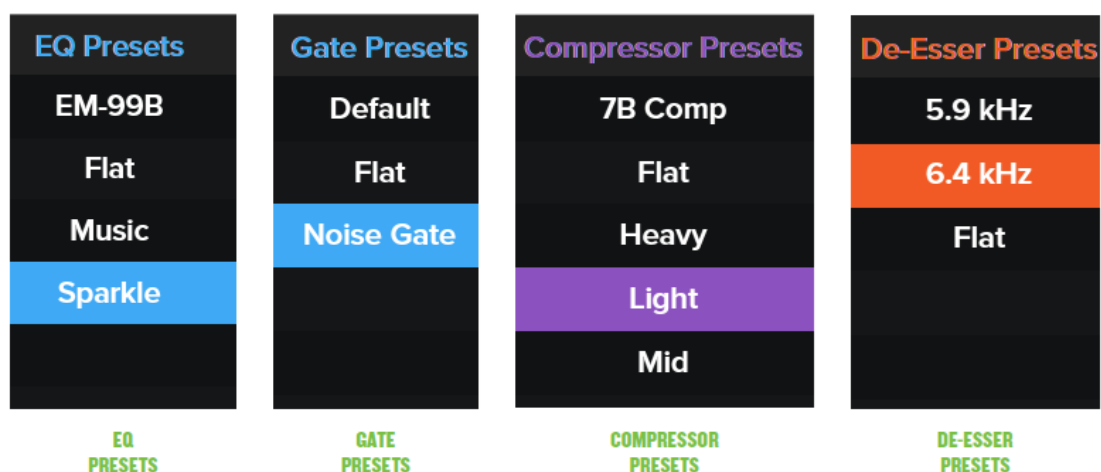 EQ Presets
EM-99B
Flat
Music
Sparkle
Gate Presets
Default
Flat
Noise Gate
Compressor Presets
7B Comp
Flat
Heavy
Light
Mid
De-Esser Presets
5.9 kHz
6.4 kHz
Flat
EQ
PRESETS
GATE
PRESETS
COMPRESSOR
PRESETS
DE-ESSER
PRESETS